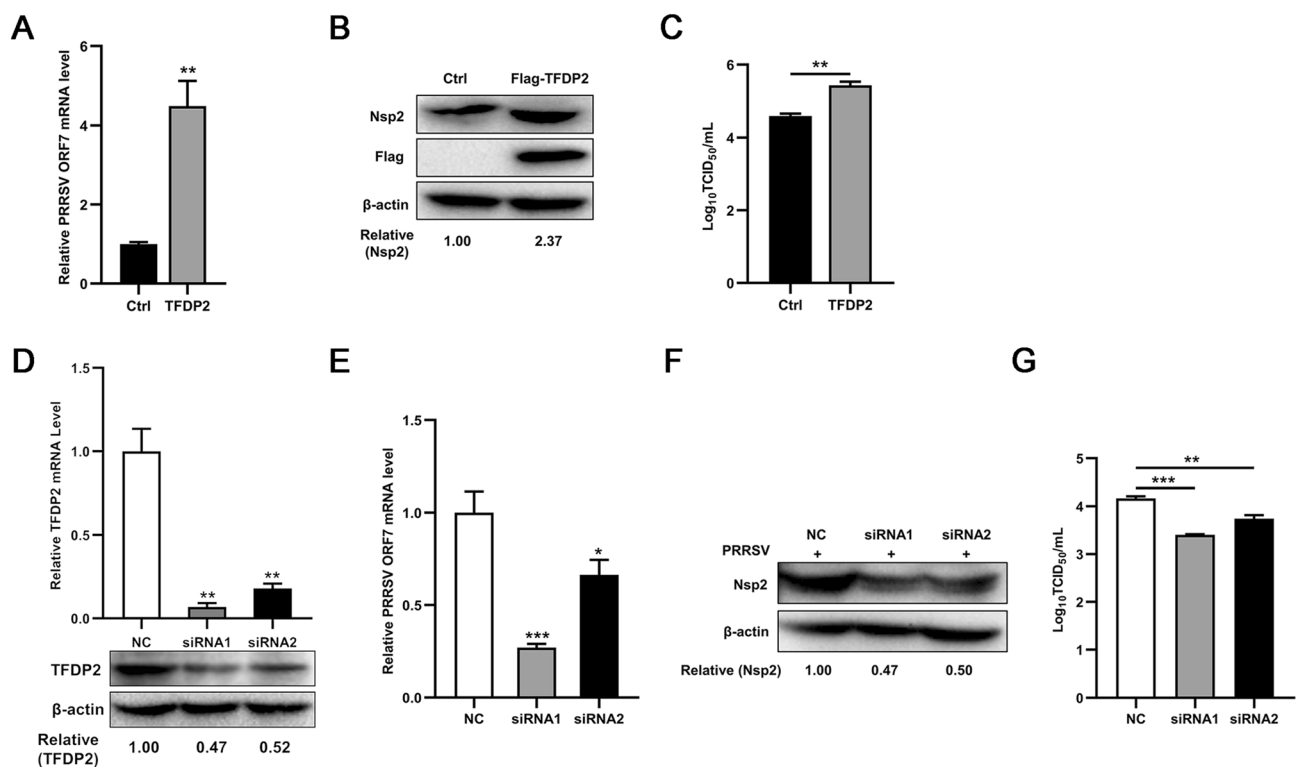 A
Relative PRRSV ORF7 mRNA level
6
4
2
0
**
Ctrl TFDP2
B
Ctrl Flag-TFDP2
Nsp2
Flag
β-actin
Relative
(Nsp2) 1.00 2.37
C
Log10TCID50/mL
6
4
2
0
**
Ctrl TFDP2
D
Relative TFDP2 mRNA Level
1.5
1.0
0.5
0.0
** **
NC siRNA1 siRNA2
TFDP2
β-actin
Relative
(TFDP2) 1.00 0.47 0.52
E
Relative PRRSV ORF7 mRNA level
1.5
1.0
0.5
0.0
*** *
NC siRNA1 siRNA2
F
NC siRNA1 siRNA2
PRRSV + + +
Nsp2
β-actin
Relative (Nsp2) 1.00 0.47 0.50
G
Log10TCID50/mL
5
4
3
2
1
0
**
***
NC siRNA1 siRNA2